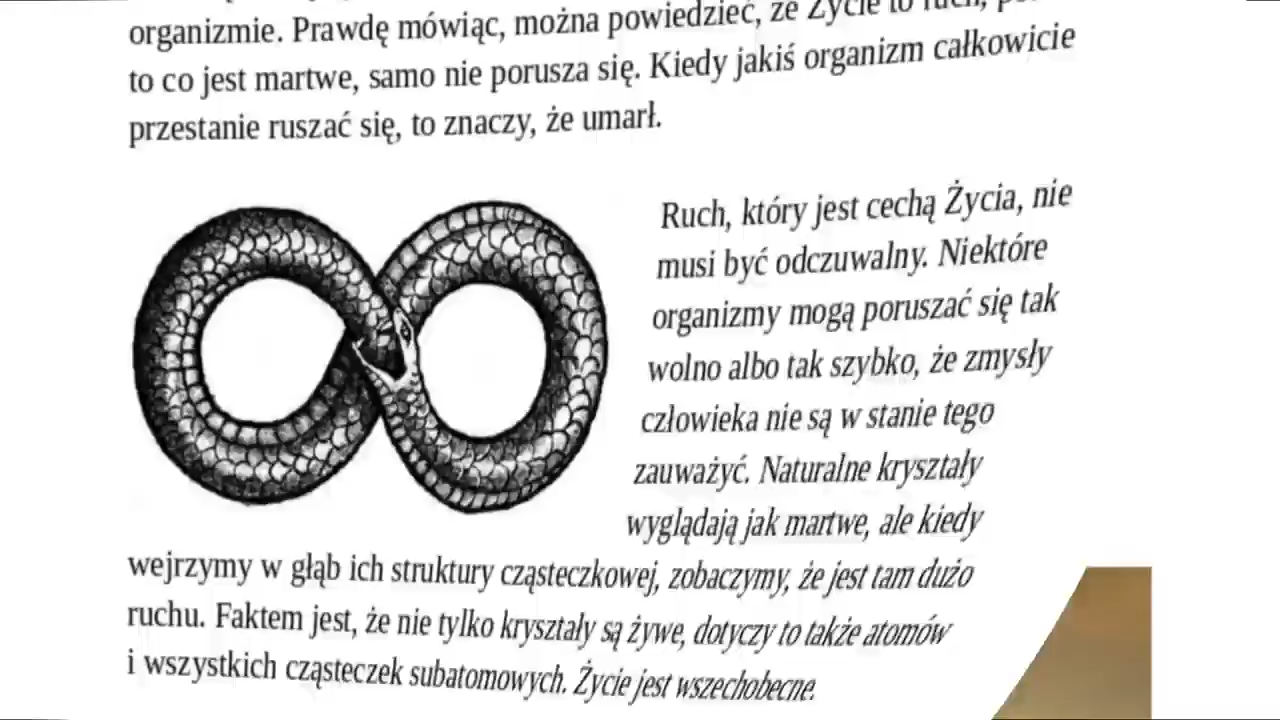 organizmie. Prawdę mówiąc, można powiedzieć, że Życie to ruch,
to co jest martwe, samo nie porusza się. Kiedy jakiś organizm całkowicie
przestanie ruszać się, to znaczy, że umarł.
Ruch, który jest cechą Życia, nie
musi być odczuwalny. Niektóre
organizmy mogą poruszać się tak
wolno albo tak szybko, że zmysły
człowieka nie są w stanie tego
zauważyć. Naturalne kryształy
wyglądają jak martwe, ale kiedy
wejrzymy w głąb ich struktury cząsteczkowej, zobaczymy, że jest tam dużo
ruchu. Faktem jest, że nie tylko kryształy są żywe, dotyczy to także atomów
i wszystkich cząsteczek subatomowych. Życie jest wszechobecne.